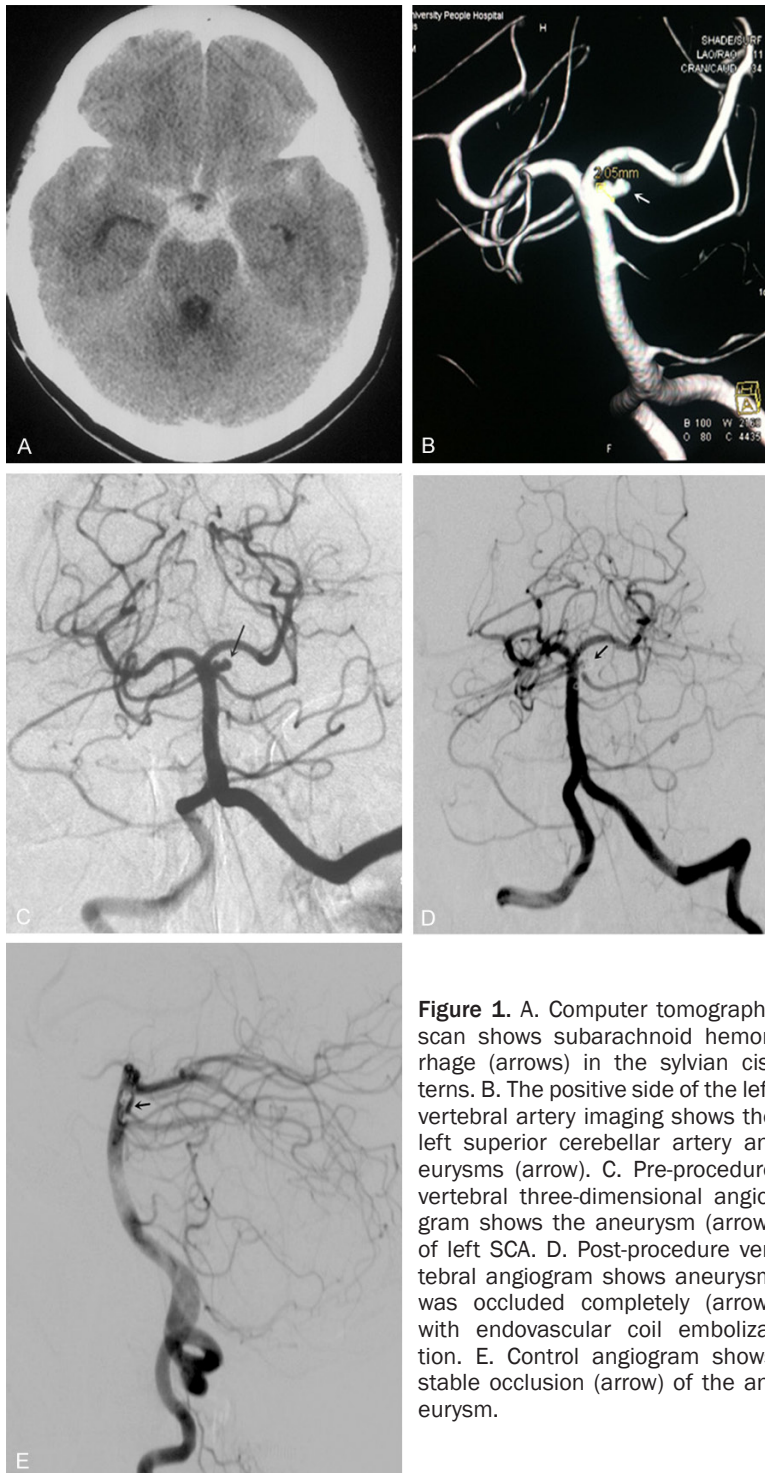 University People Hospital
H
SHADE/SURF
CRAN/CAUD
A
2.05mm
B 100 W 2160
O 80 C 4435
F
B
C
D
E
Figure 1. A. Computer tomograph
scan shows subarachnoid hemor
rhage (arrows) in the sylvian cis
terns. B. The positive side of the left
vertebral artery imaging shows the
left superior cerebellar artery an
eurysms (arrow). C. Pre-procedure
vertebral three-dimensional angio
gram shows the aneurysm (arrow
of left SCA. D. Post-procedure ver
tebral angiogram shows aneurysm
was occluded completely (arrow
with endovascular coil emboliza
tion. E. Control angiogram show
stable occlusion (arrow) of the an
eurysm.